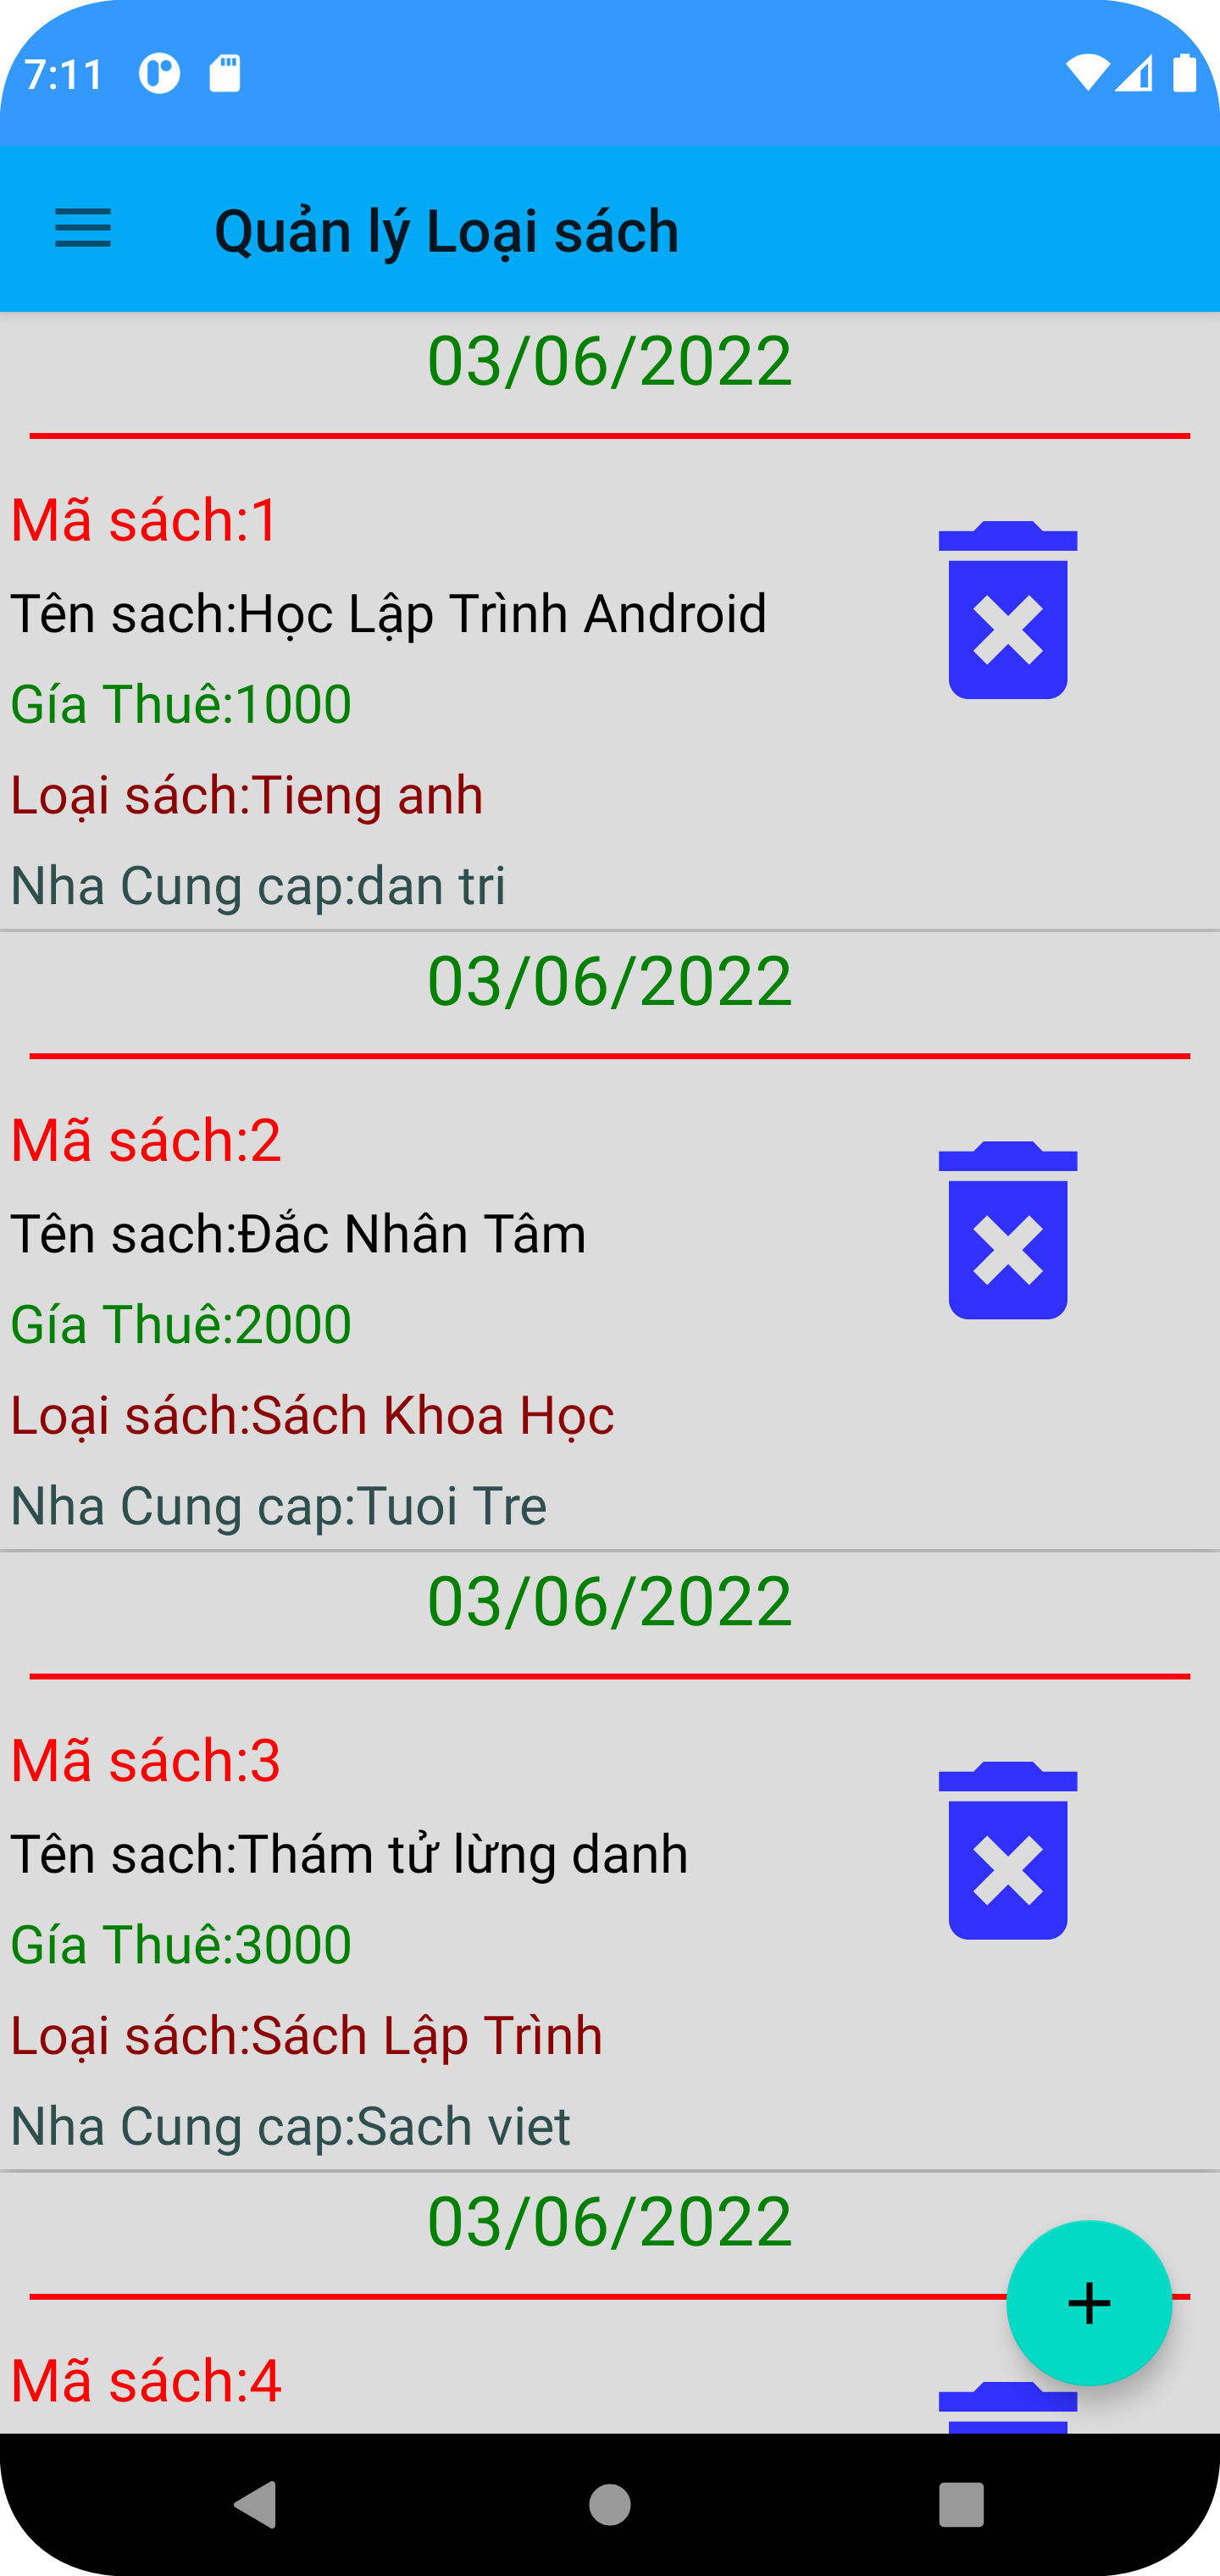 7:11
Quản lý Loại sách
03/06/2022
Mã sách:1
Tên sach:Học Lập Trình Android
Gía Thuê:1000
Loại sách:Tieng anh
Nha Cung cap:dan tri
03/06/2022
Mã sách:2
Tên sach:Đắc Nhân Tâm
Gía Thuê:2000
Loại sách:Sách Khoa Học
Nha Cung cap:Tuoi Tre
03/06/2022
Mã sách:3
Tên sach:Thám tử lừng danh
Gía Thuê:3000
Loại sách:Sách Lập Trình
Nha Cung cap:Sach viet
03/06/2022
Mã sách:4